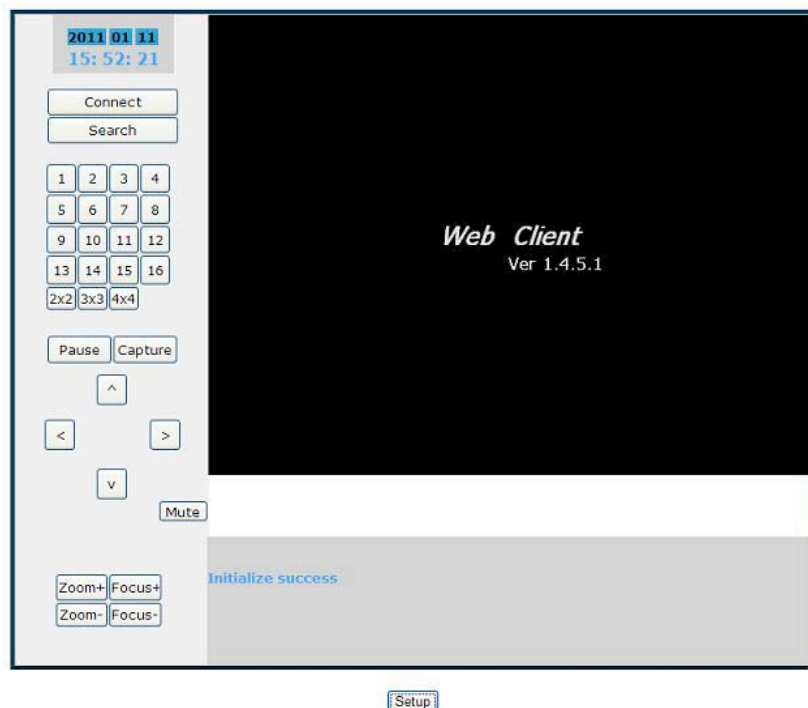 2011 01 11
15: 52: 21
Connect
Search
1 2 3 4
5 6 7 8
9 10 11 12
13 14 15 16
2x2 3x3 4x4
Pause Capture
^
< >
v
Mute
Zoom+ Focus+
Zoom- Focus-
Web Client
Ver 1.4.5.1
Initialize success
Setup